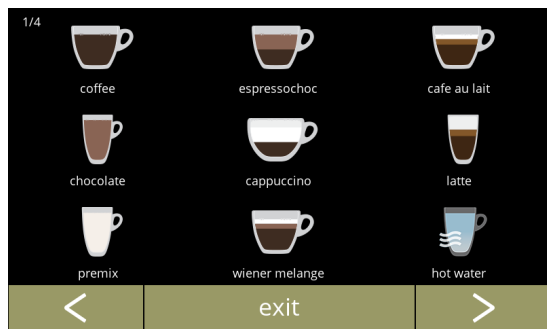 1/4
coffee
espressochoc
cafe au lait
chocolate
cappuccino
latte
premix
wiener melange
hot water
exit